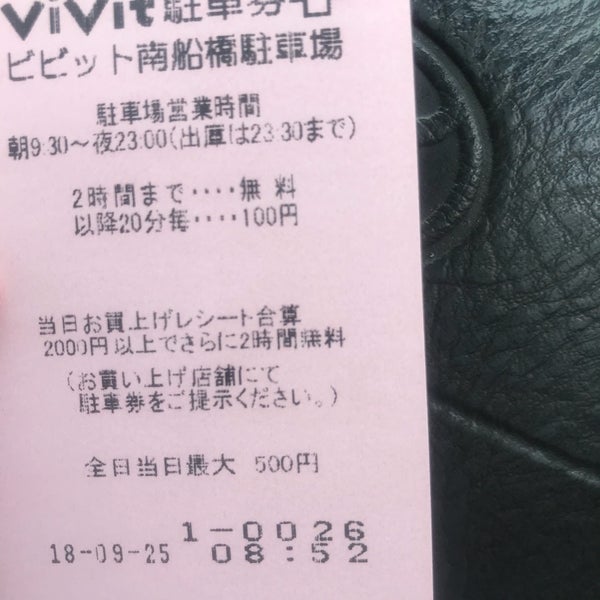 ViVit駐車券
ビビット南船橋駐車場
駐車場営業時間
朝9:30～夜23:00(出庫は23:30まで)
2時間まで‥‥無料
以降20分毎‥‥100円
当日お買上げレシート合算
2000円以上でさらに2時間無料
(お買い上げ店舗にて
駐車券をご提示ください。)
全日当日最大 500円
1-0026
18-09-25 08:52